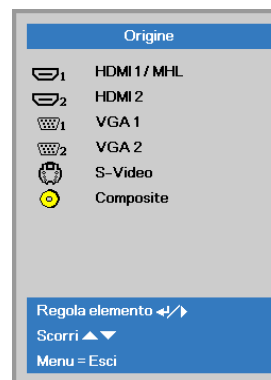 Origine
1 HDMI 1 / MHL
2 HDMI 2
1 VGA 1
2 VGA 2
S-Video
Composite
Regola elemento
Scorri
Menu = Esci